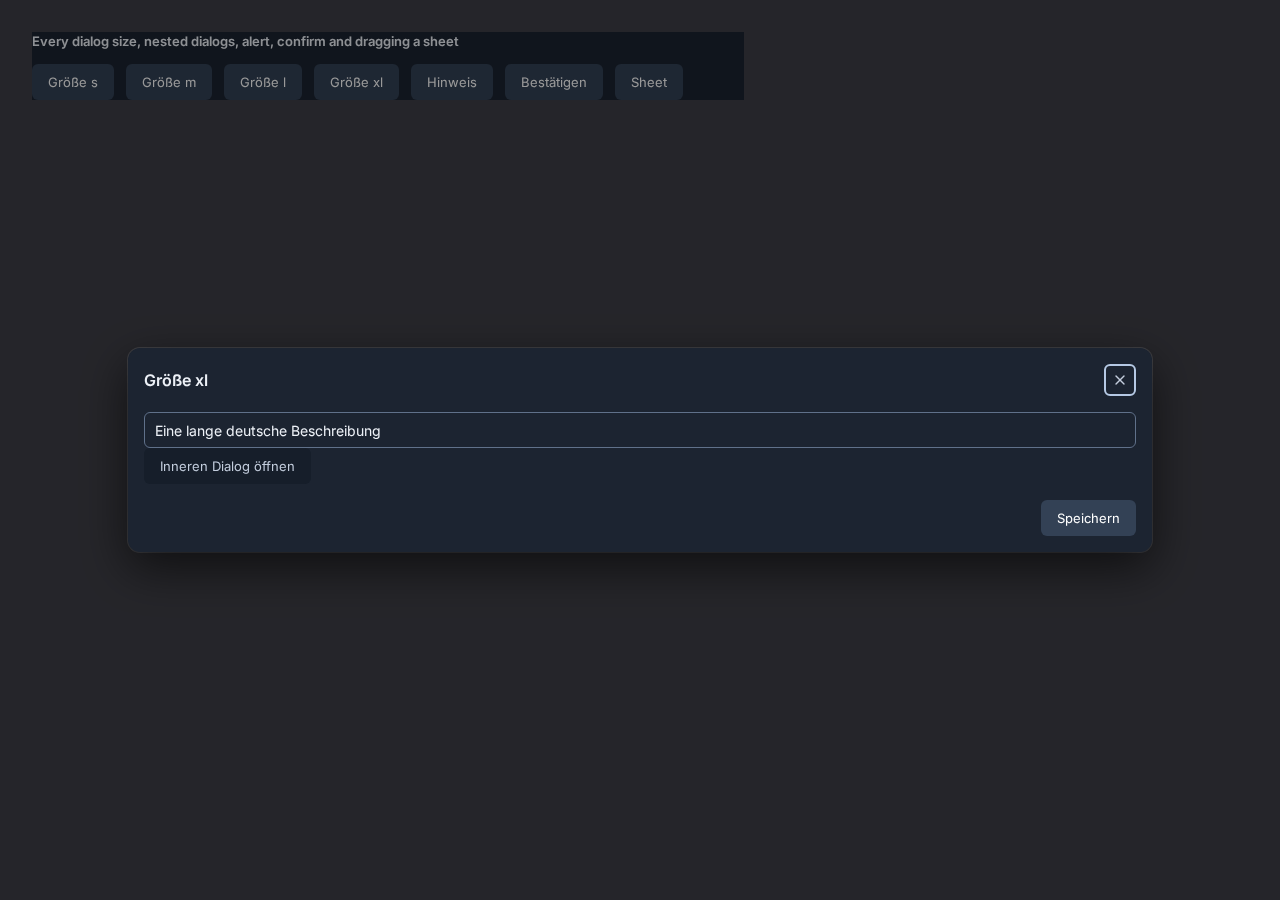 Every dialog size, nested dialogs, alert, confirm and dragging a sheet
Größe s Größe m Größe l Größe xl Hinweis Bestätigen Sheet
Größe xl
Eine lange deutsche Beschreibung
Inneren Dialog öffnen
Speichern